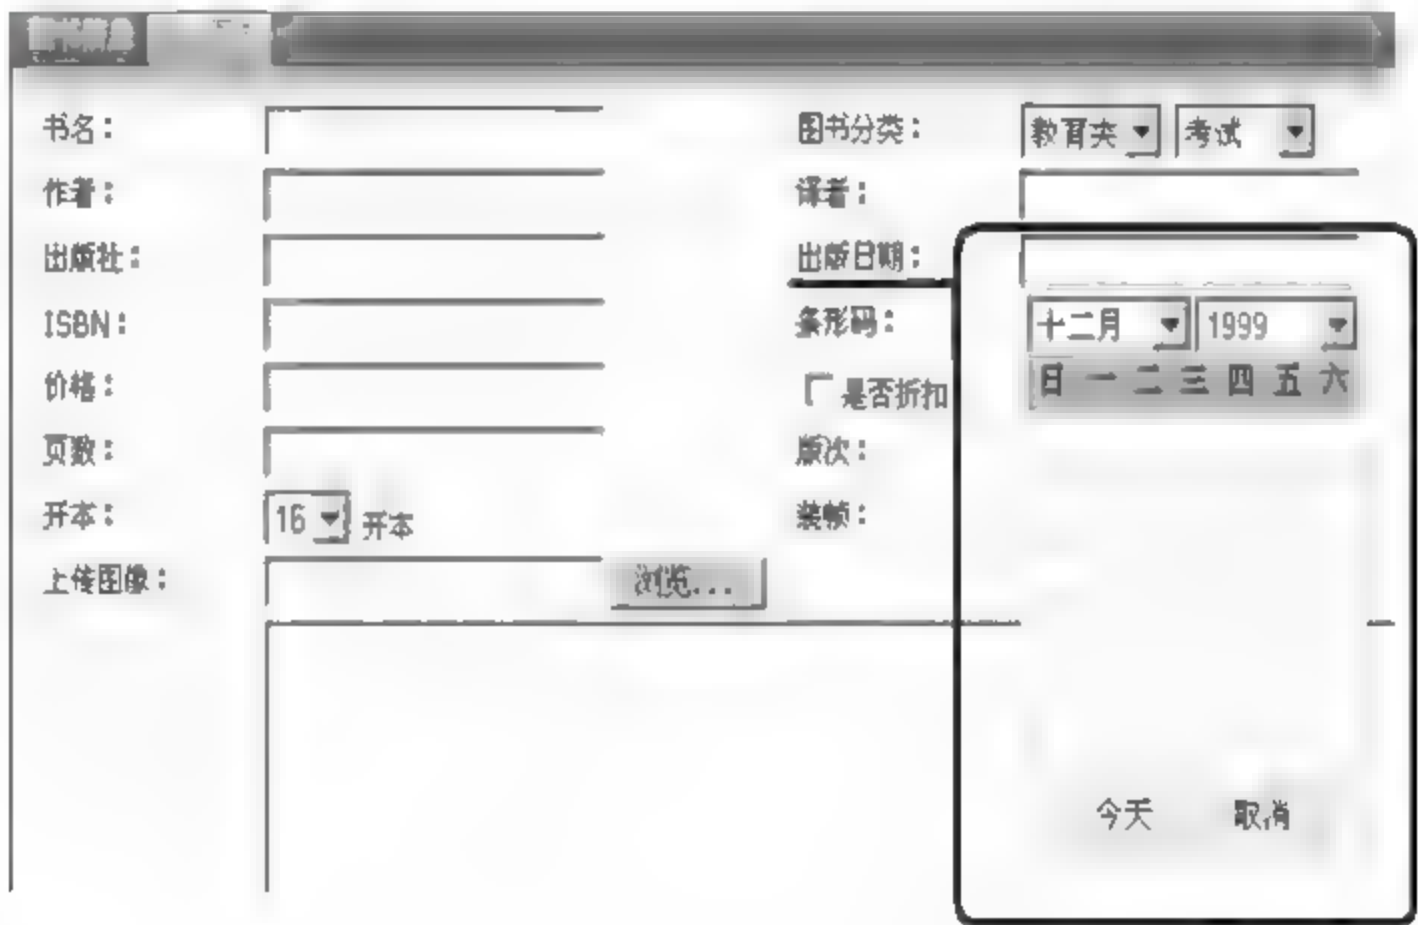 书名： 图书分类： 教育类 考试
作者： 译者：
出版社： 出版日期：
ISBN： 条形码： 十二月 1999
日 一 二 三 四 五 六
价格： 是否折扣
页数： 版次：
开本： 16 开本 装帧：
上传图像： 浏览...
今天 取消